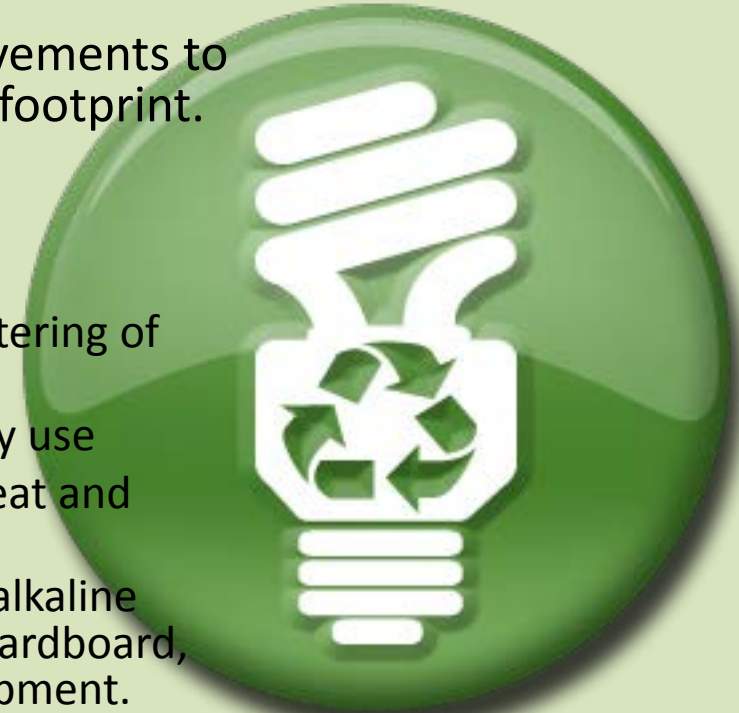 vements to
footprint.
tering of
y use
eat and
alkaline
ardboard,
pment.